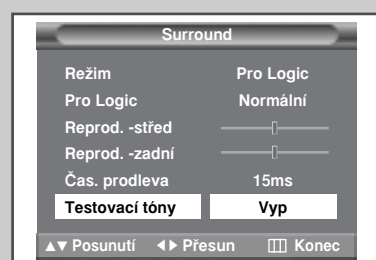 Surround
Režim Pro Logic
Pro Logic Normální
Reprod. -střed
Reprod. -zadní
Čas. prodleva 15ms
Testovací tóny Vyp
▲▼ Posunutí ◀▶ Přesun Konec